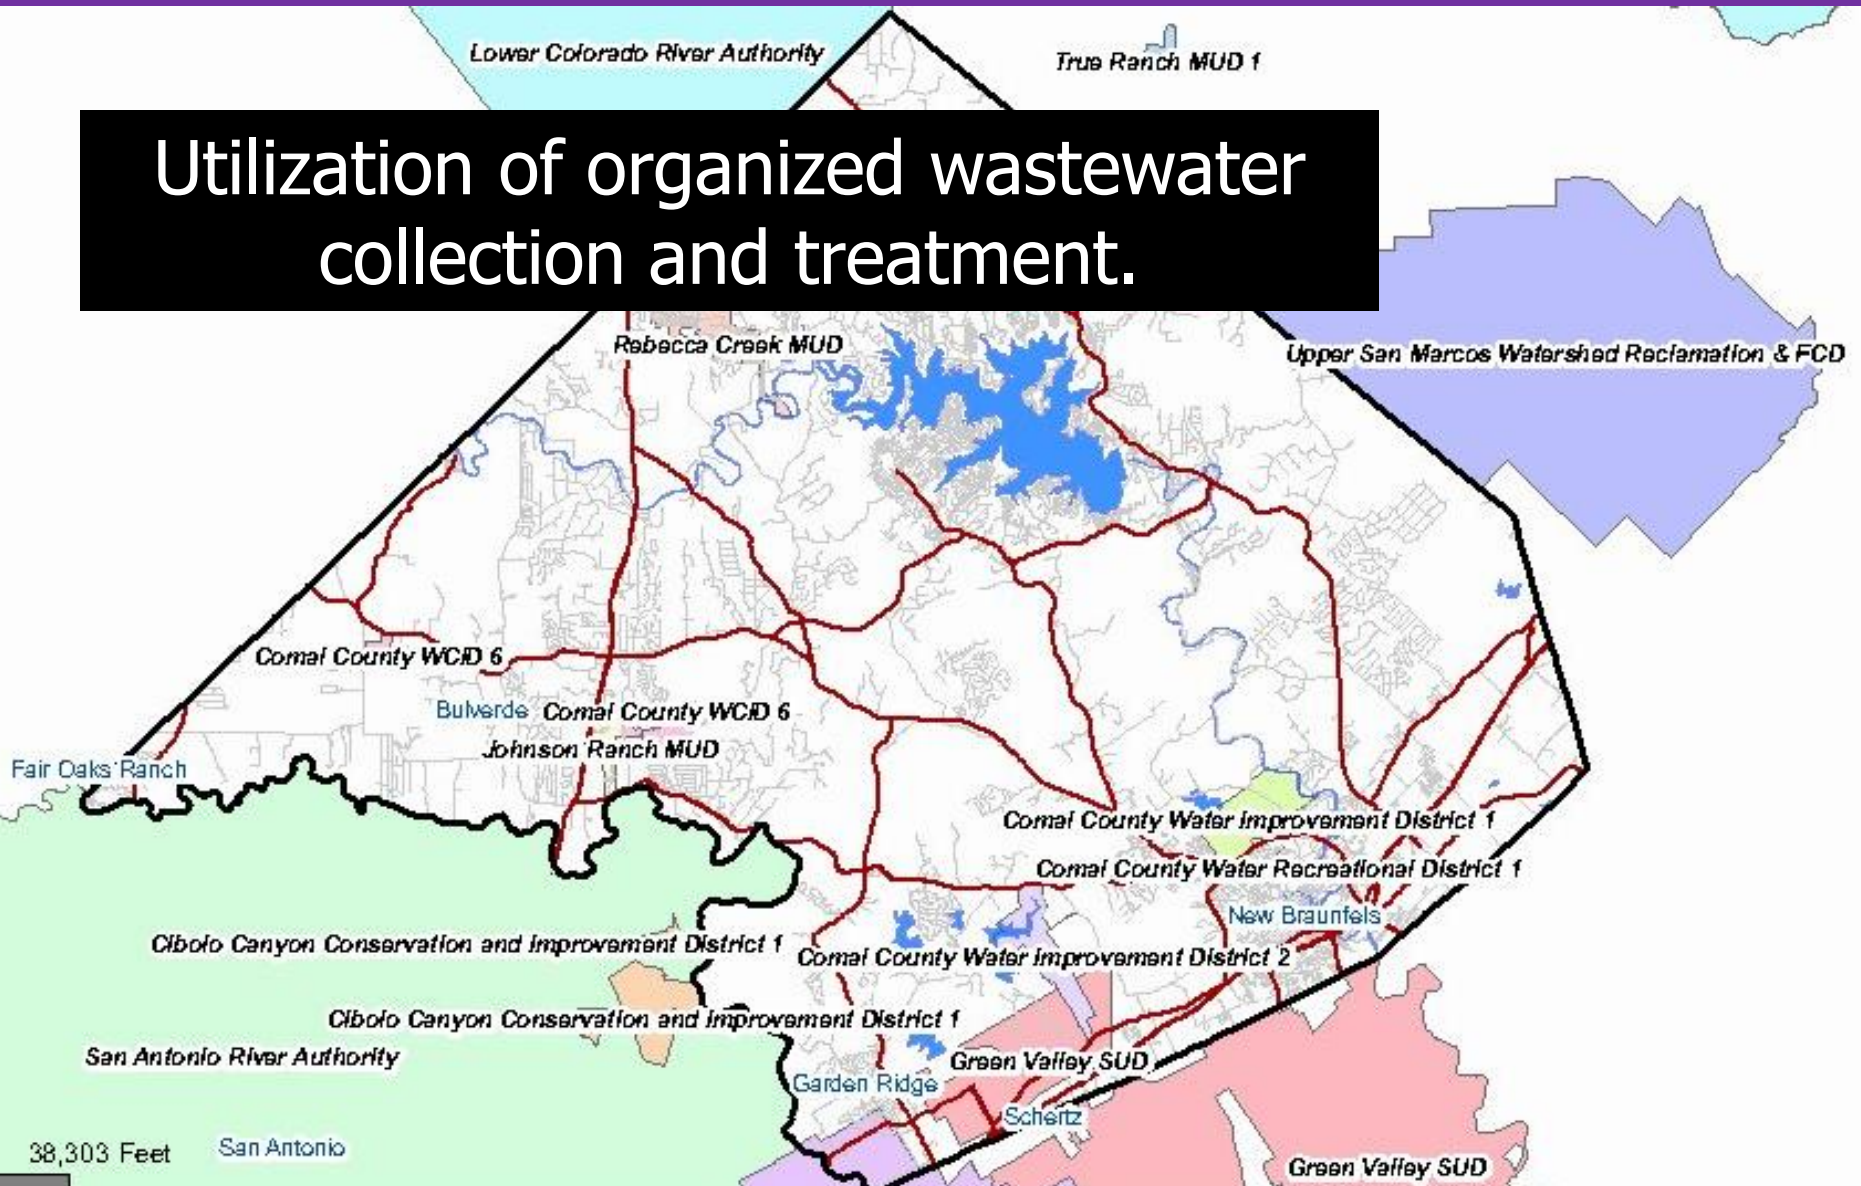 Lower Colorado River Authority
True Ranch MUD 1
Utilization of organized wastewater
collection and treatment.
Rebecca Creek MUD
Upper San Marcos Watershed Reclamation & FCD
Comal County WCID 6
Bulverde
Comal County WCID 6
Johnson Ranch MUD
Fair Oaks Ranch
Comal County Water Improvement District 1
Comal County Water Recreational District 1
New Braunfels
Cibolo Canyon Conservation and Improvement District 1
Comal County Water Improvement District 2
Cibolo Canyon Conservation and Improvement District 1
San Antonio River Authority
Green Valley SUD
Garden Ridge
Schertz
38,303 Feet
San Antonio
Green Valley SUD